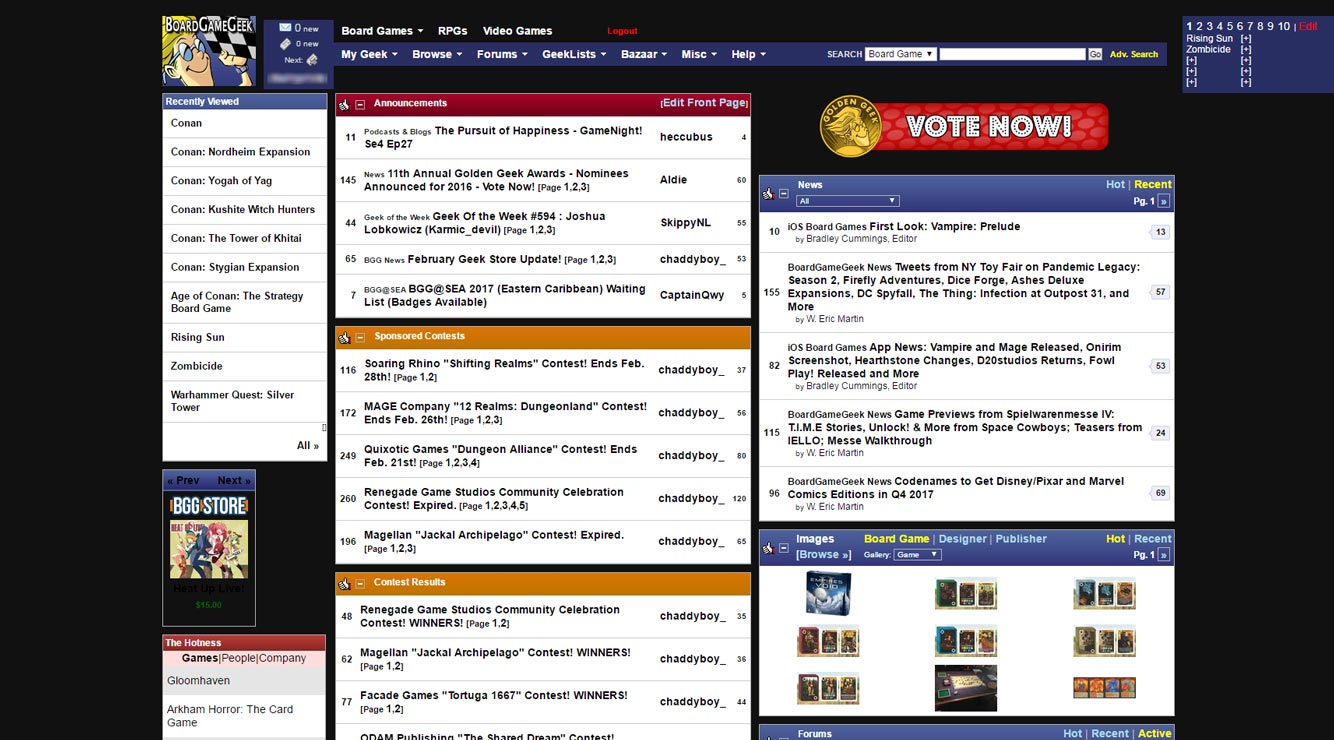 BOARDGAMEGEEK
0 new
0 new
Next:
Board Games RPGs Video Games Logout
My Geek Browse Forums GeekLists Bazaar Misc Help
SEARCH Board Game Go Adv. Search
1 2 3 4 5 6 7 8 9 10 | Edit
Rising Sun [+]
Zombicide [+]
[+] [+]
[+] [+]
[+] [+]
Recently Viewed
Conan
Conan: Nordheim Expansion
Conan: Yogah of Yag
Conan: Kushite Witch Hunters
Conan: The Tower of Khitai
Conan: Stygian Expansion
Age of Conan: The Strategy
Board Game
Rising Sun
Zombicide
Warhammer Quest: Silver
Tower
All »
« Prev Next »
BGG STORE
HEAT UP LIVE!
Heat Up Live!
$15.00
The Hotness
Games|People|Company
Gloomhaven
Arkham Horror: The Card
Game
Announcements [Edit Front Page]
11 Podcasts & Blogs The Pursuit of Happiness - GameNight! heccubus 4
Se4 Ep27
145 News 11th Annual Golden Geek Awards - Nominees Aldie 60
Announced for 2016 - Vote Now! [Page 1,2,3]
44 Geek of the Week Geek Of the Week #594 : Joshua SkippyNL 55
Lobkowicz (Karmic_devil) [Page 1,2,3]
65 BGG News February Geek Store Update! [Page 1,2,3] chaddyboy_ 53
7 BGG@SEA BGG@SEA 2017 (Eastern Caribbean) Waiting CaptainQwy 5
List (Badges Available)
Sponsored Contests
116 Soaring Rhino "Shifting Realms" Contest! Ends Feb. chaddyboy_ 37
28th! [Page 1,2]
172 MAGE Company "12 Realms: Dungeonland" Contest! chaddyboy_ 56
Ends Feb. 26th! [Page 1,2,3]
249 Quixotic Games "Dungeon Alliance" Contest! Ends chaddyboy_ 80
Feb. 21st! [Page 1,2,3,4]
260 Renegade Game Studios Community Celebration chaddyboy_ 120
Contest! Expired. [Page 1,2,3,4,5]
196 Magellan "Jackal Archipelago" Contest! Expired. chaddyboy_ 65
[Page 1,2,3]
Contest Results
48 Renegade Game Studios Community Celebration chaddyboy_ 35
Contest! WINNERS! [Page 1,2]
62 Magellan "Jackal Archipelago" Contest! WINNERS! chaddyboy_ 36
[Page 1,2]
77 Facade Games "Tortuga 1667" Contest! WINNERS! chaddyboy_ 44
[Page 1,2]
ODAM Publishing "The Shared Dream" Contest!
GOLDEN GEEK
VOTE NOW!
News Hot | Recent
All Pg. 1 »
10 iOS Board Games First Look: Vampire: Prelude 13
by Bradley Cummings, Editor
BoardGameGeek News Tweets from NY Toy Fair on Pandemic Legacy:
155 Season 2, Firefly Adventures, Dice Forge, Ashes Deluxe 57
Expansions, DC Spyfall, The Thing: Infection at Outpost 31, and
More
by W. Eric Martin
iOS Board Games App News: Vampire and Mage Released, Onirim
82 Screenshot, Hearthstone Changes, D20studios Returns, Fowl 53
Play! Released and More
by Bradley Cummings, Editor
BoardGameGeek News Game Previews from Spielwarenmesse IV:
115 T.I.M.E Stories, Unlock! & More from Space Cowboys; Teasers from 24
IELLO; Messe Walkthrough
by W. Eric Martin
96 BoardGameGeek News Codenames to Get Disney/Pixar and Marvel 69
Comics Editions in Q4 2017
by W. Eric Martin
Images Board Game | Designer | Publisher Hot | Recent
[Browse »] Gallery: Game Pg. 1 »
EMPIRES
VOID
Forums Hot | Recent | Active